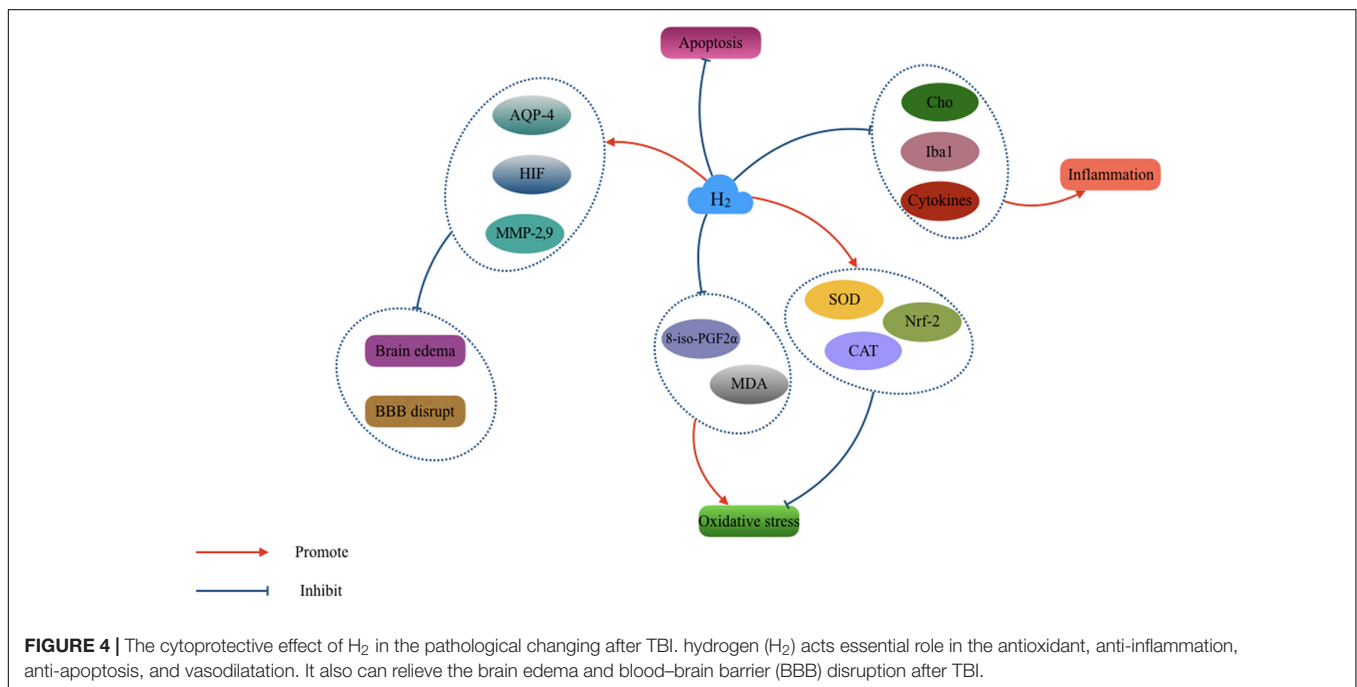 Apoptosis
AQP-4
HIF
MMP-2,9
Cho
Iba1
Cytokines
Inflammation
H₂
SOD
Nrf-2
CAT
8-iso-PGF2α
MDA
Brain edema
BBB disrupt
Oxidative stress
Promote
Inhibit
FIGURE 4 | The cytoprotective effect of H₂ in the pathological changing after TBI. hydrogen (H₂) acts essential role in the antioxidant, anti-inflammation,
anti-apoptosis, and vasodilatation. It also can relieve the brain edema and blood–brain barrier (BBB) disruption after TBI.